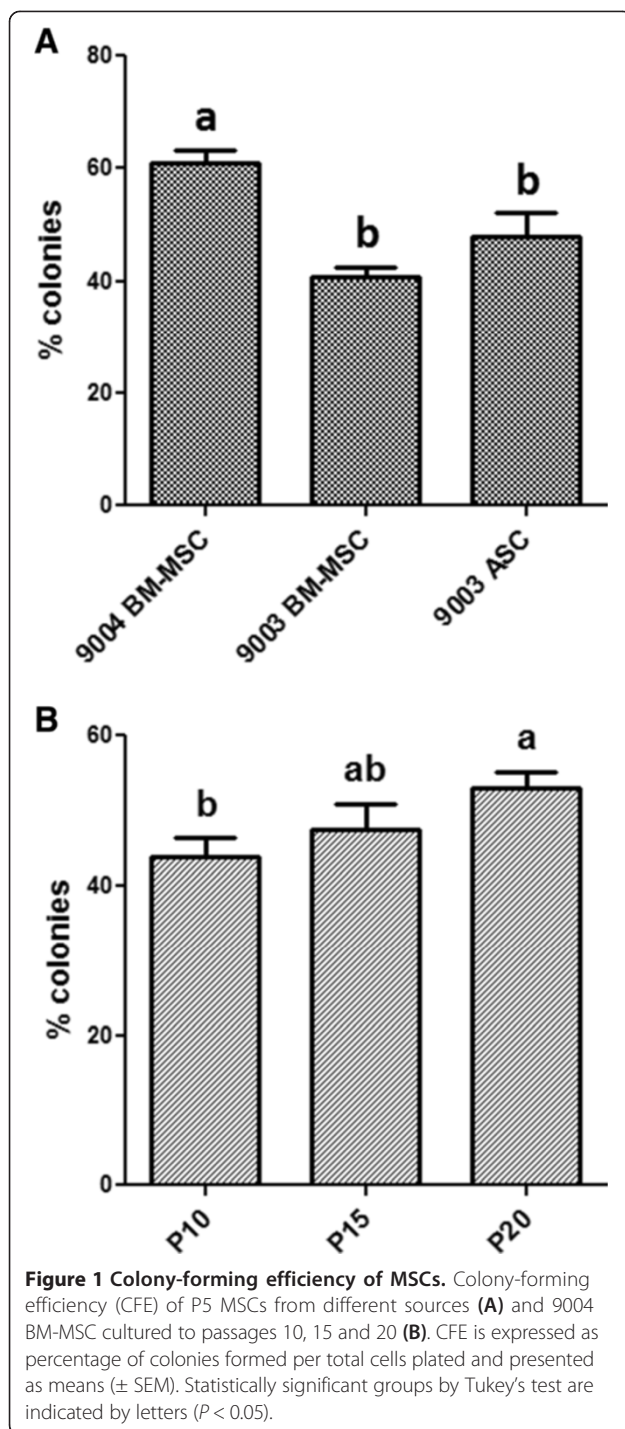 A
80
60
40
20
0
% colonies
a
b
b
9004 BM-MSC
9003 BM-MSC
9003 ASC
B
60
40
20
0
% colonies
b
ab
a
P10
P15
P20
Figure 1 Colony-forming efficiency of MSCs. Colony-forming
efficiency (CFE) of P5 MSCs from different sources (A) and 9004
BM-MSC cultured to passages 10, 15 and 20 (B). CFE is expressed as
percentage of colonies formed per total cells plated and presented
as means (± SEM). Statistically significant groups by Tukey's test are
indicated by letters (P < 0.05).